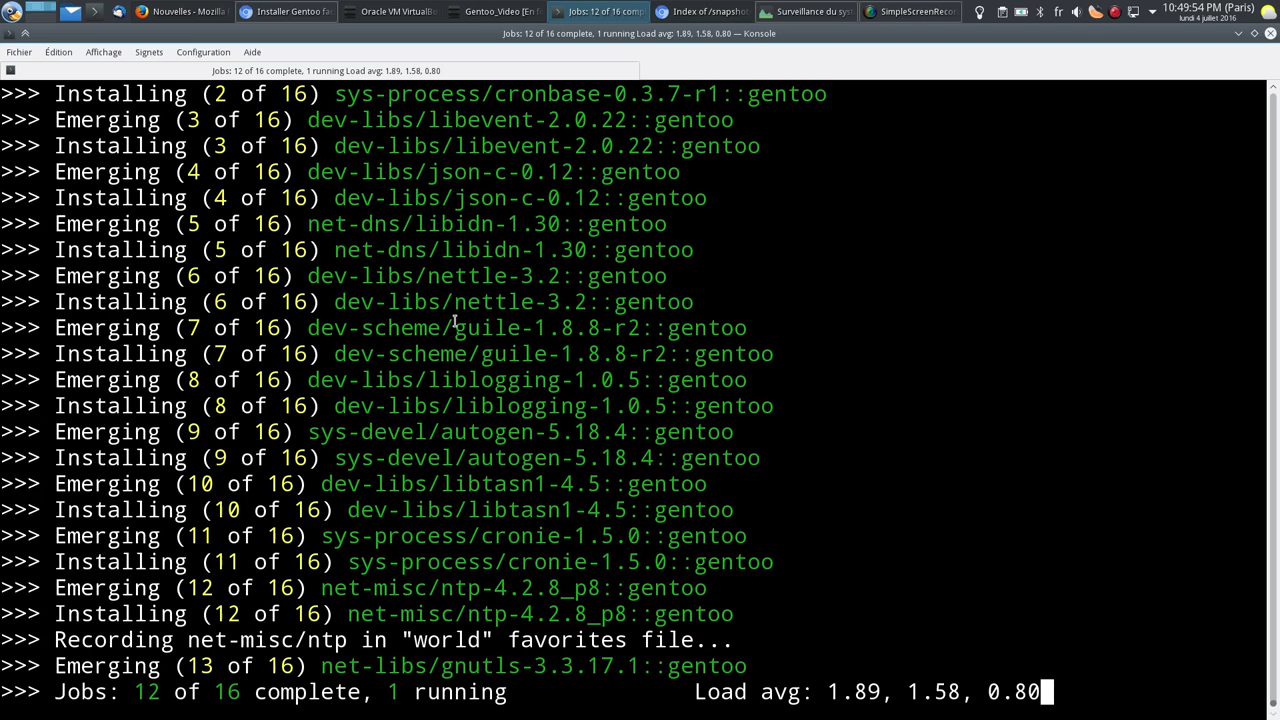 Nouvelles - Mozilla
Installer Gentoo fac
Oracle VM VirtualBo
Gentoo_Video [En f
Jobs: 12 of 16 comp
Index of /snapshot
Surveillance du sys
SimpleScreenReco
fr
10:49:54 (Paris)
lundi 4 juillet 2016
Jobs: 12 of 16 complete, 1 running Load avg: 1.89, 1.58, 0.80 — Konsole
Fichier Édition Affichage Signets Configuration Aide
Jobs: 12 of 16 complete, 1 running Load avg: 1.89, 1.58, 0.80
>>> Installing (2 of 16) sys-process/cronbase-0.3.7-r1::gentoo
>>> Emerging (3 of 16) dev-libs/libevent-2.0.22::gentoo
>>> Installing (3 of 16) dev-libs/libevent-2.0.22::gentoo
>>> Emerging (4 of 16) dev-libs/json-c-0.12::gentoo
>>> Installing (4 of 16) dev-libs/json-c-0.12::gentoo
>>> Emerging (5 of 16) net-dns/libidn-1.30::gentoo
>>> Installing (5 of 16) net-dns/libidn-1.30::gentoo
>>> Emerging (6 of 16) dev-libs/nettle-3.2::gentoo
>>> Installing (6 of 16) dev-libs/nettle-3.2::gentoo
>>> Emerging (7 of 16) dev-scheme/guile-1.8.8-r2::gentoo
>>> Installing (7 of 16) dev-scheme/guile-1.8.8-r2::gentoo
>>> Emerging (8 of 16) dev-libs/liblogging-1.0.5::gentoo
>>> Installing (8 of 16) dev-libs/liblogging-1.0.5::gentoo
>>> Emerging (9 of 16) sys-devel/autogen-5.18.4::gentoo
>>> Installing (9 of 16) sys-devel/autogen-5.18.4::gentoo
>>> Emerging (10 of 16) dev-libs/libtasn1-4.5::gentoo
>>> Installing (10 of 16) dev-libs/libtasn1-4.5::gentoo
>>> Emerging (11 of 16) sys-process/cronie-1.5.0::gentoo
>>> Installing (11 of 16) sys-process/cronie-1.5.0::gentoo
>>> Emerging (12 of 16) net-misc/ntp-4.2.8_p8::gentoo
>>> Installing (12 of 16) net-misc/ntp-4.2.8_p8::gentoo
>>> Recording net-misc/ntp in "world" favorites file...
>>> Emerging (13 of 16) net-libs/gnutls-3.3.17.1::gentoo
>>> Jobs: 12 of 16 complete, 1 running Load avg: 1.89, 1.58, 0.80